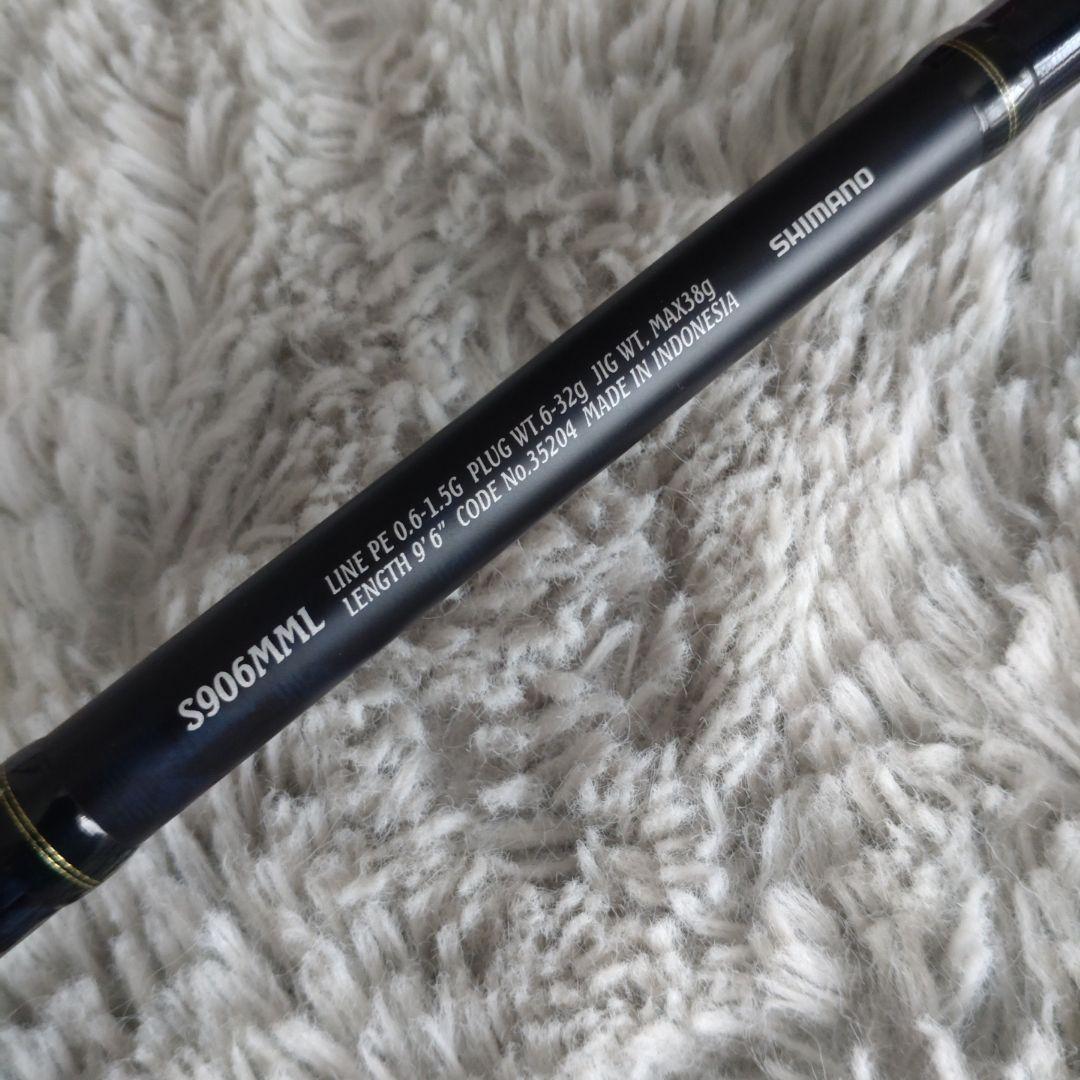 S906MML
LINE PE 0.6-1.5G PLUG WT.6-32g JIG WT. MAX38g
LENGTH 9'6" CODE No.35204 MADE IN INDONESIA
SHIMANO